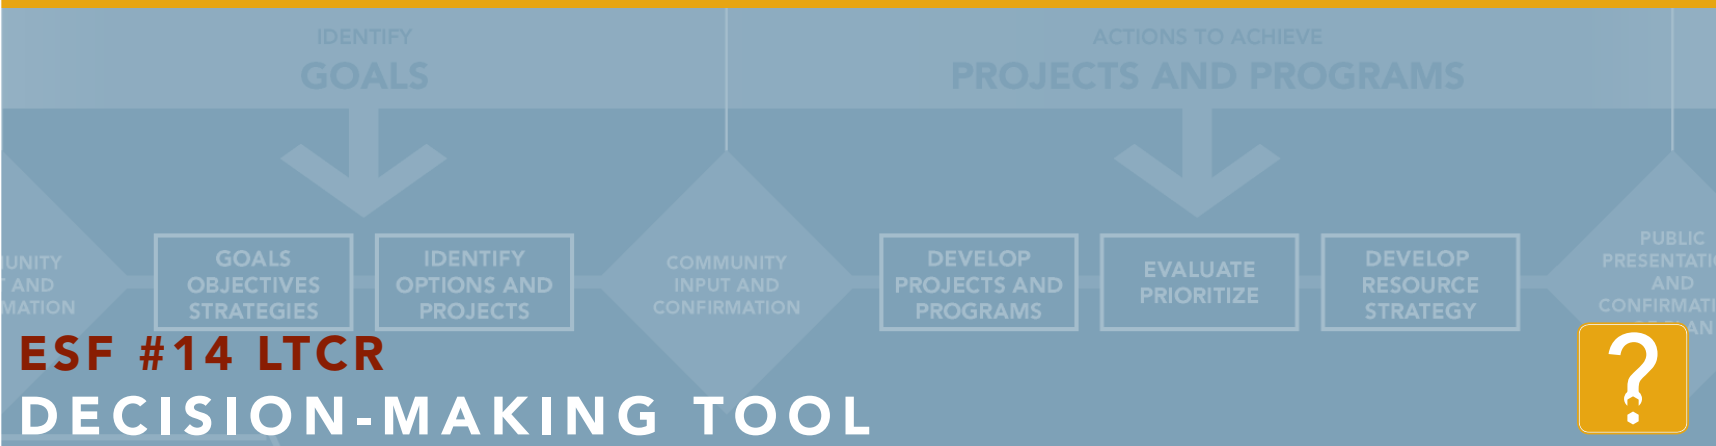 IDENTIFY
GOALS
ACTIONS TO ACHIEVE
PROJECTS AND PROGRAMS
GOALS
OBJECTIVES
STRATEGIES
IDENTIFY
OPTIONS AND
PROJECTS
COMMUNITY
INPUT AND
CONFIRMATION
DEVELOP
PROJECTS AND
PROGRAMS
EVALUATE
PRIORITIZE
DEVELOP
RESOURCE
STRATEGY
PUBLIC
AND
ESF #14 LTCR
DECISION-MAKING TOOL